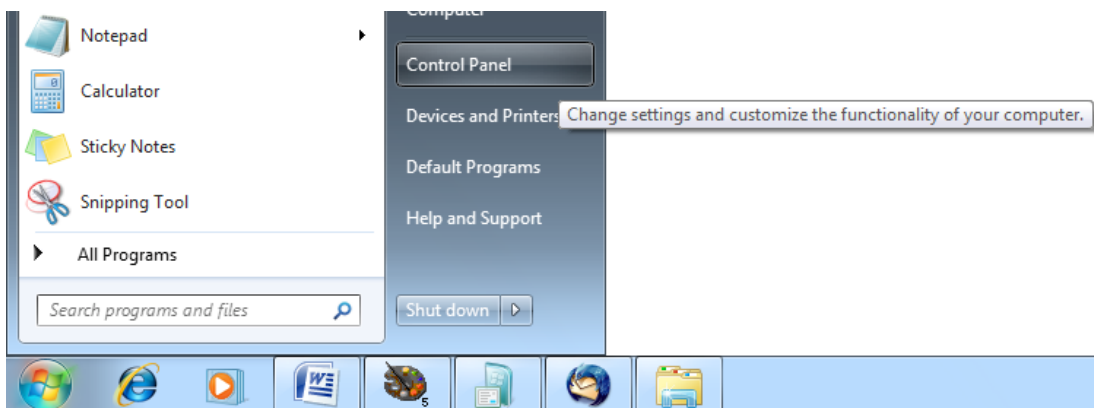 Notepad
Calculator
Sticky Notes
Snipping Tool
All Programs
Search programs and files
Computer
Control Panel
Devices and Printers
Change settings and customize the functionality of your computer.
Default Programs
Help and Support
Shut down
5